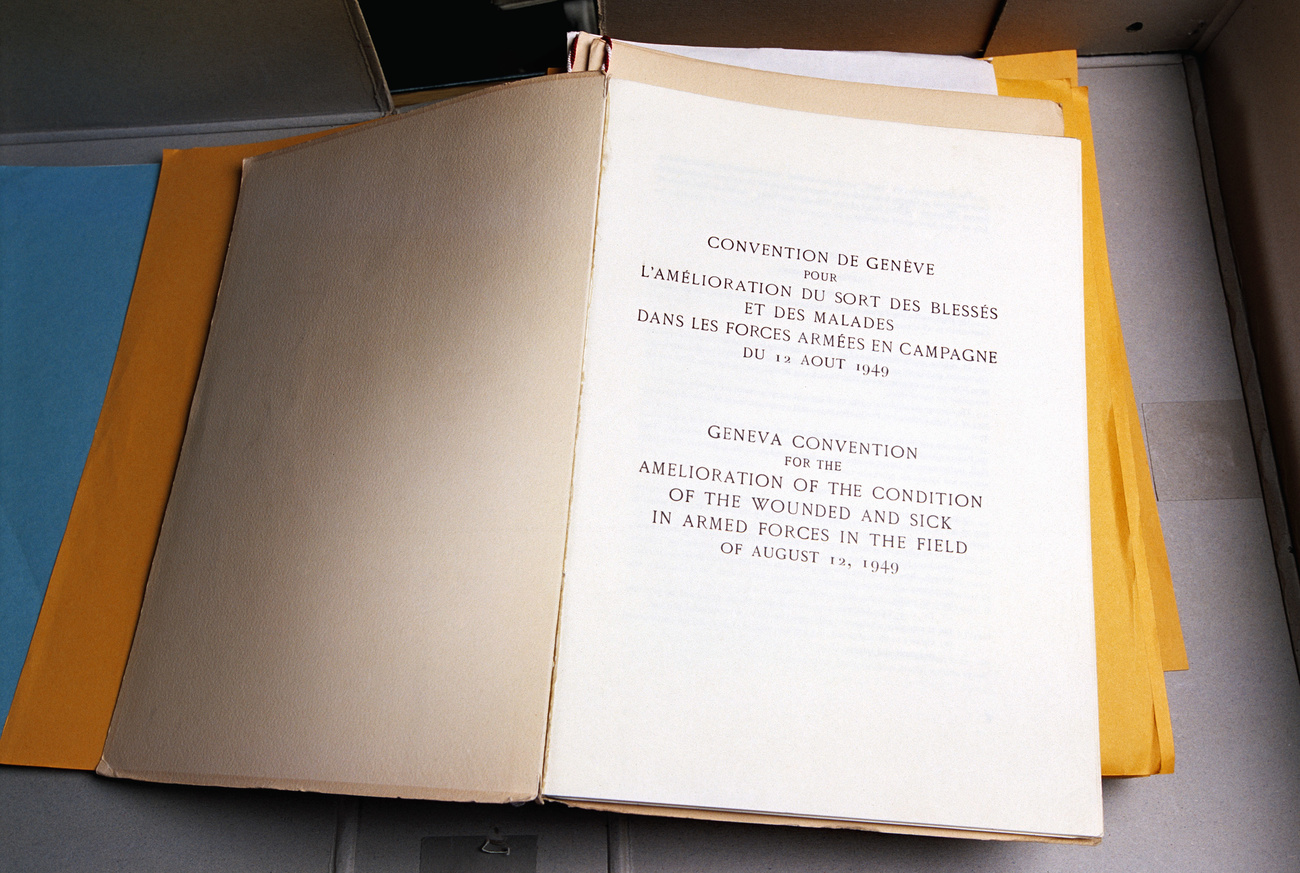 CONVENTION DE GENÈVE
POUR
L'AMÉLIORATION DU SORT DES BLESSÉS
ET DES MALADES
DANS LES FORCES ARMÉES EN CAMPAGNE
DU 12 AOUT 1949
GENEVA CONVENTION
FOR THE
AMELIORATION OF THE CONDITION
OF THE WOUNDED AND SICK
IN ARMED FORCES IN THE FIELD
OF AUGUST 12, 1949